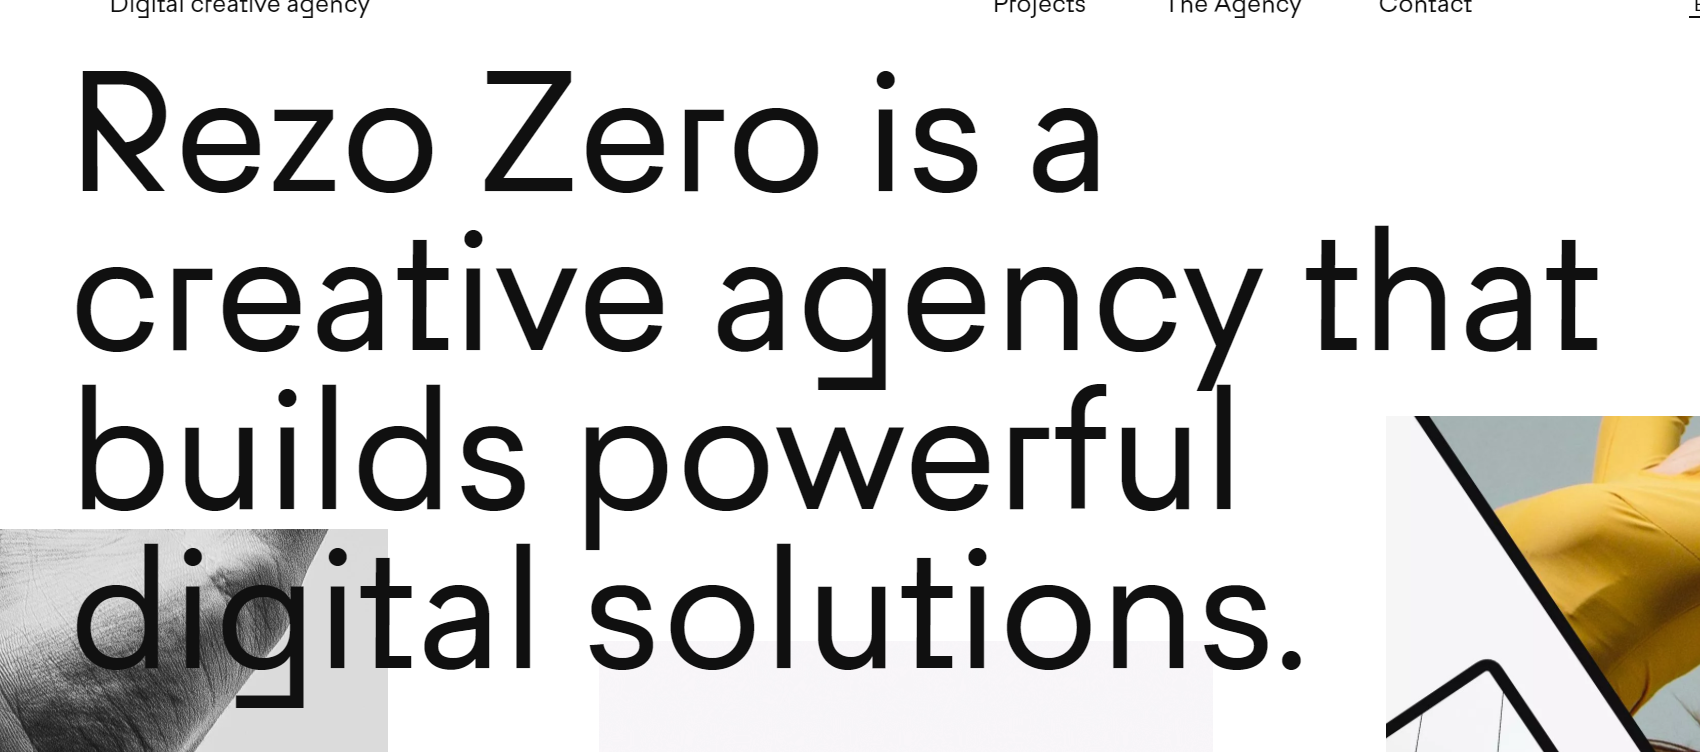 Digital creative agency
Projects
The Agency
Contact
Rezo Zero is a
creative agency that
builds powerful
digital solutions.